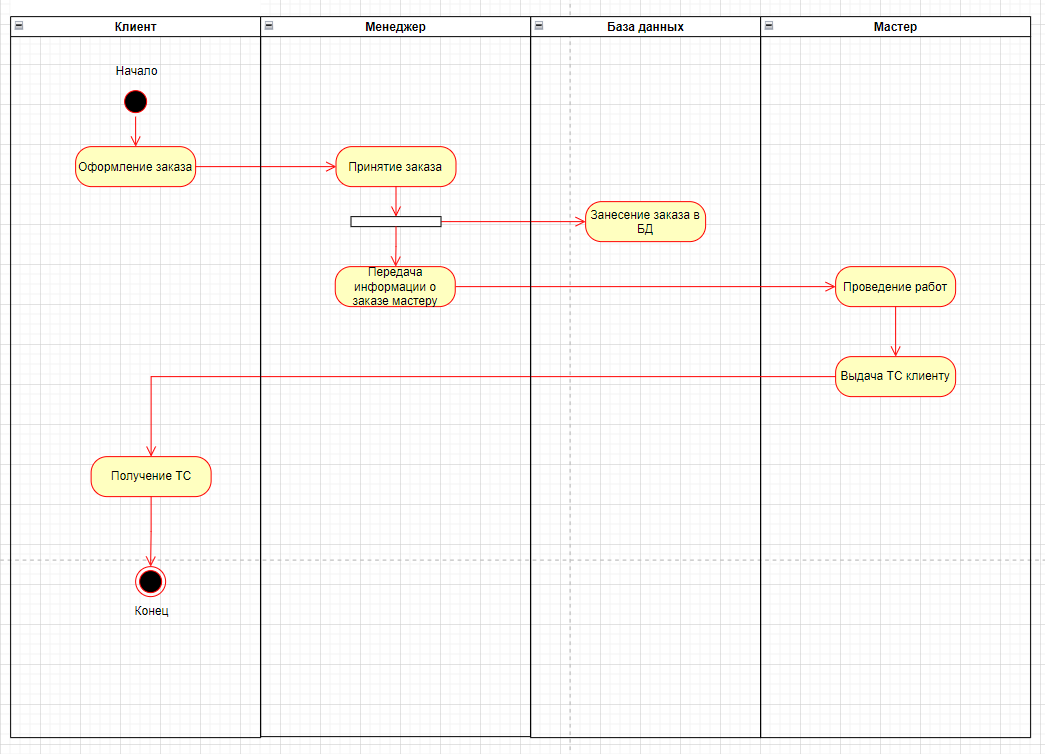 Клиент
Менеджер
База данных
Мастер
Начало
Оформление заказа
Принятие заказа
Занесение заказа в
БД
Передача
информации о
заказе мастеру
Проведение работ
Выдача ТС клиенту
Получение ТС
Конец